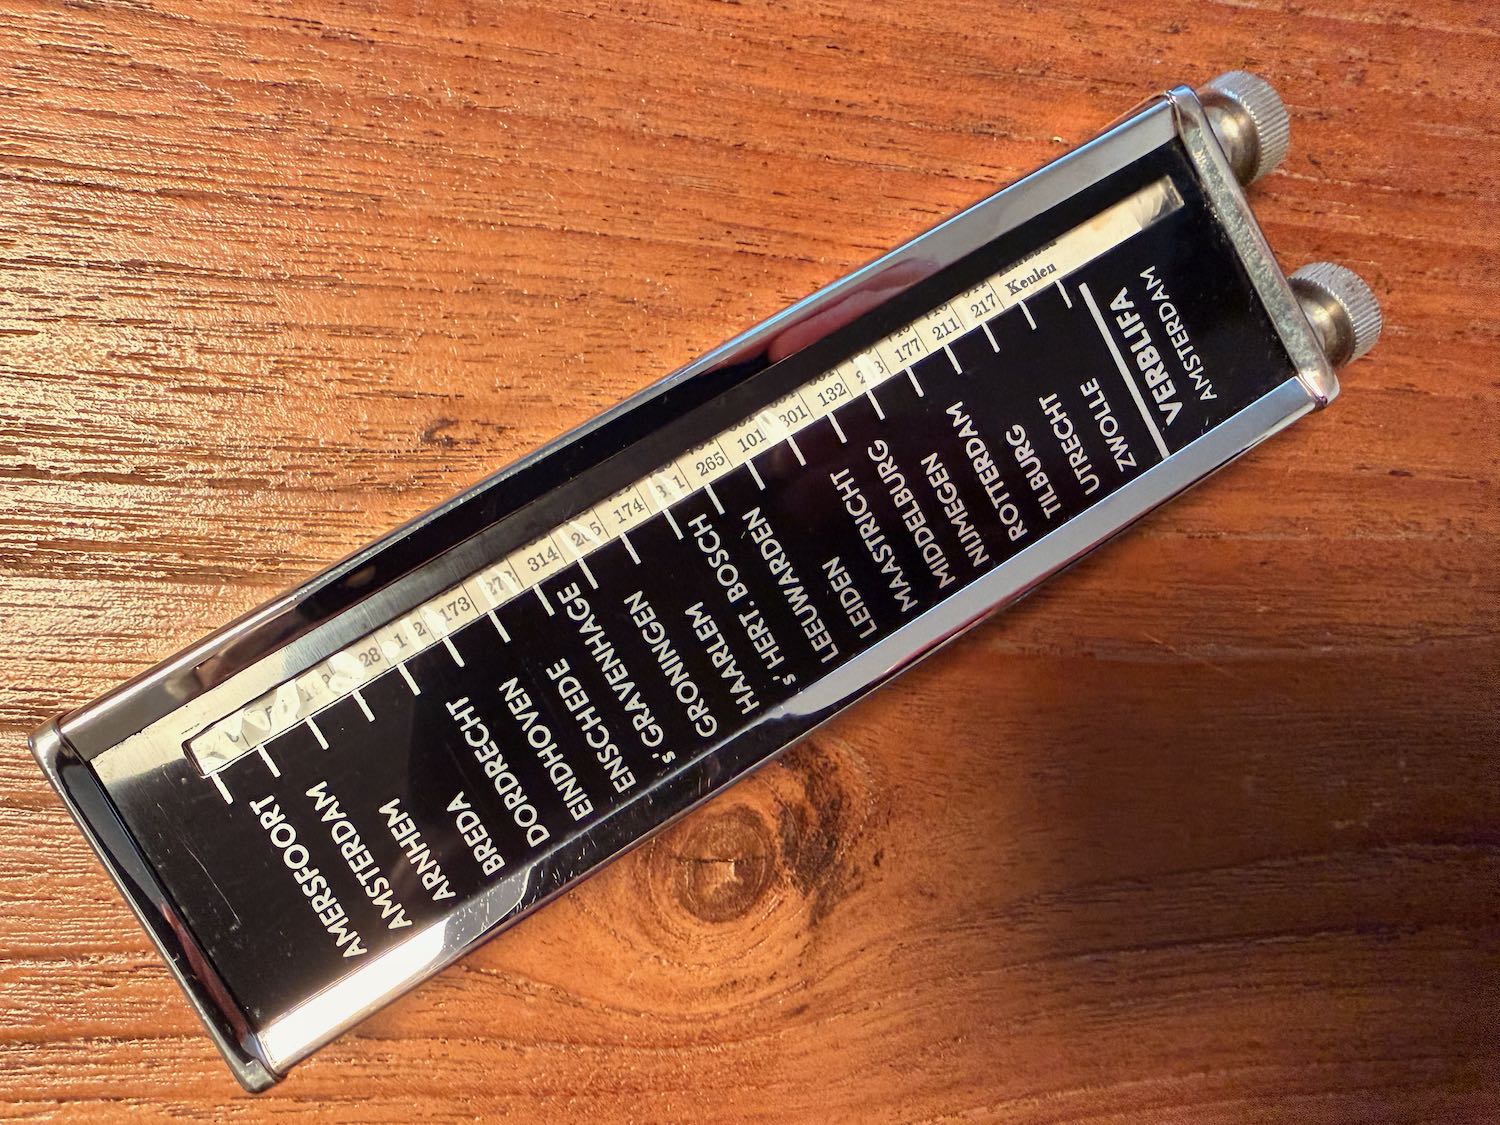 AMERSFOORT
AMSTERDAM
ARNHEM
BREDA
DORDRECHT
EINDHOVEN
ENSCHEDE
s' GRAVENHAGE
GRONINGEN
HAARLEM
s' HERT. BOSCH
LEEUWARDEN
LEIDEN
MAASTRICHT
MIDDELBURG
NIJMEGEN
ROTTERDAM
TILBURG
UTRECHT
ZWOLLE
VERBLIFA
AMSTERDAM
28
173
314
174
265
101
301
132
177
211
217
Keulen